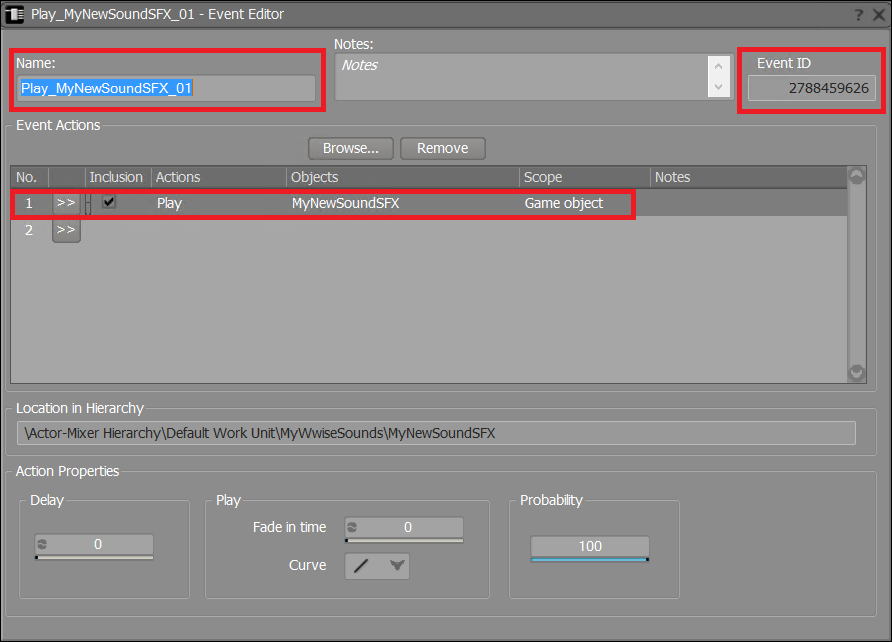 Play_MyNewSoundSFX_01 - Event Editor ?
Name: Notes: Event ID
Play_MyNewSoundSFX_01 Notes 2788459626
Event Actions
Browse... Remove
No. Inclusion Actions Objects Scope Notes
1 >> Play MyNewSoundSFX Game object
2 >>
Location in Hierarchy
\Actor-Mixer Hierarchy\Default Work Unit\MyWwiseSounds\MyNewSoundSFX
Action Properties
Delay Play Probability
Fade in time 0
0 100
Curve